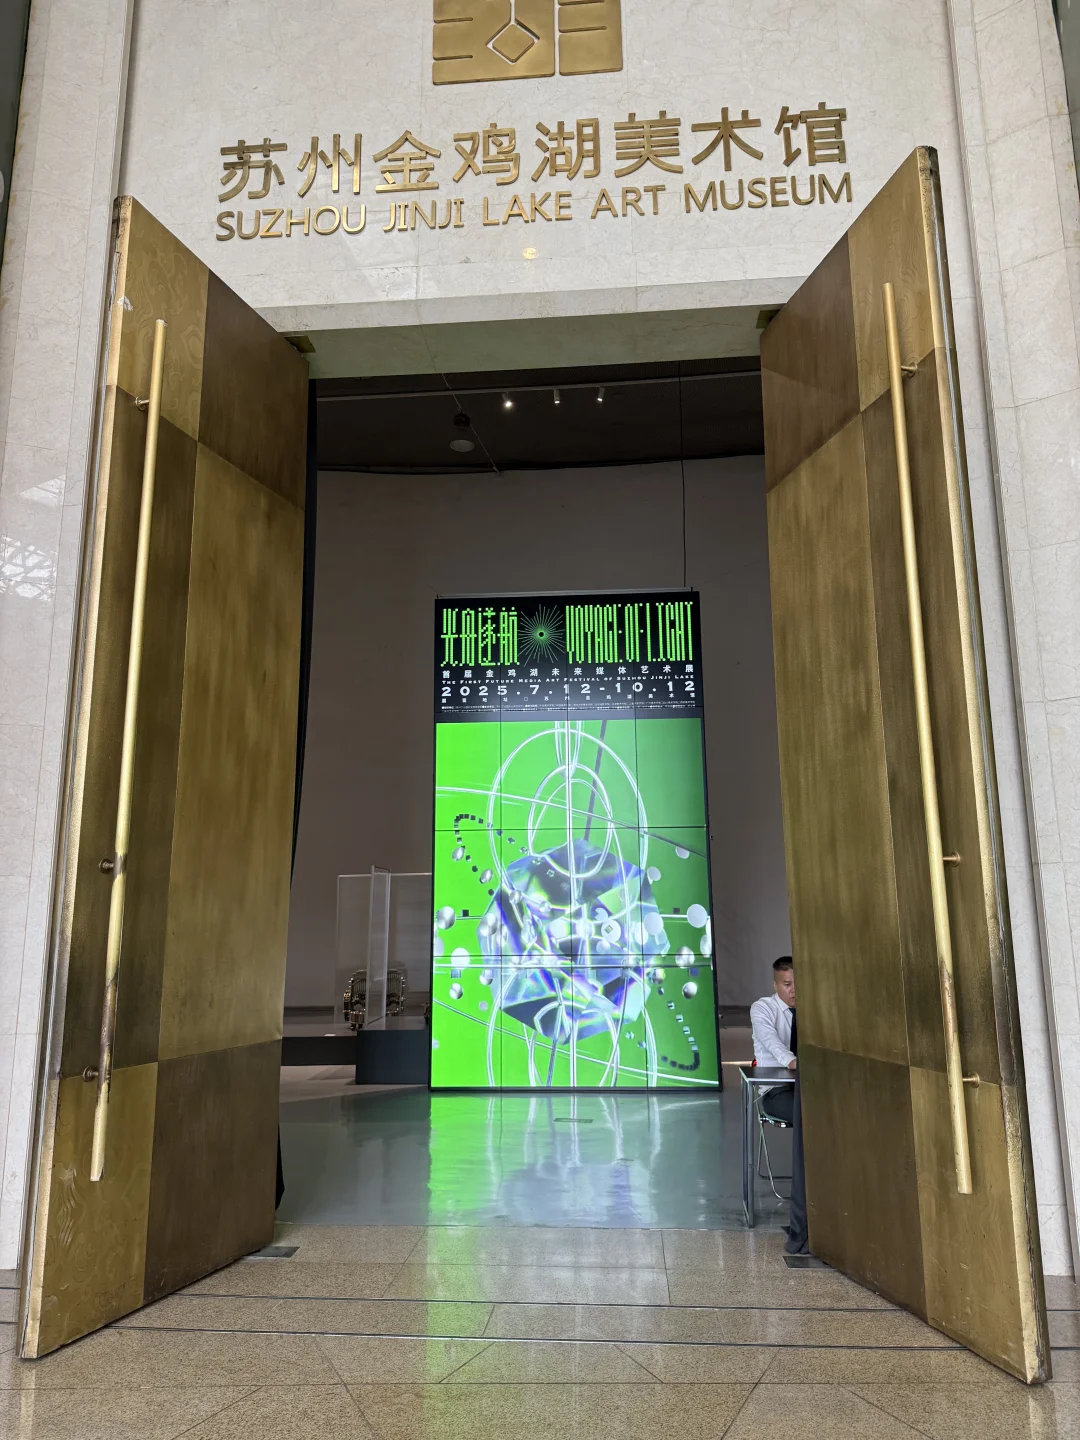 苏州金鸡湖美术馆
SUZHOU JINJI LAKE ART MUSEUM
光舟遂航 VOYAGE OF LIGHT
首届金鸡湖未来媒体艺术展
THE FIRST FUTURE MEDIA ART FESTIVAL OF SUZHOU JINJI LAKE
2025.7.12-10.12